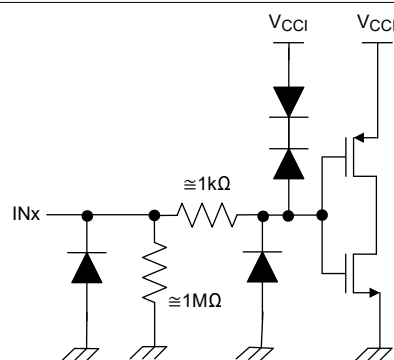 VCCI
VCCI
≅1kΩ
INx
≅1MΩ